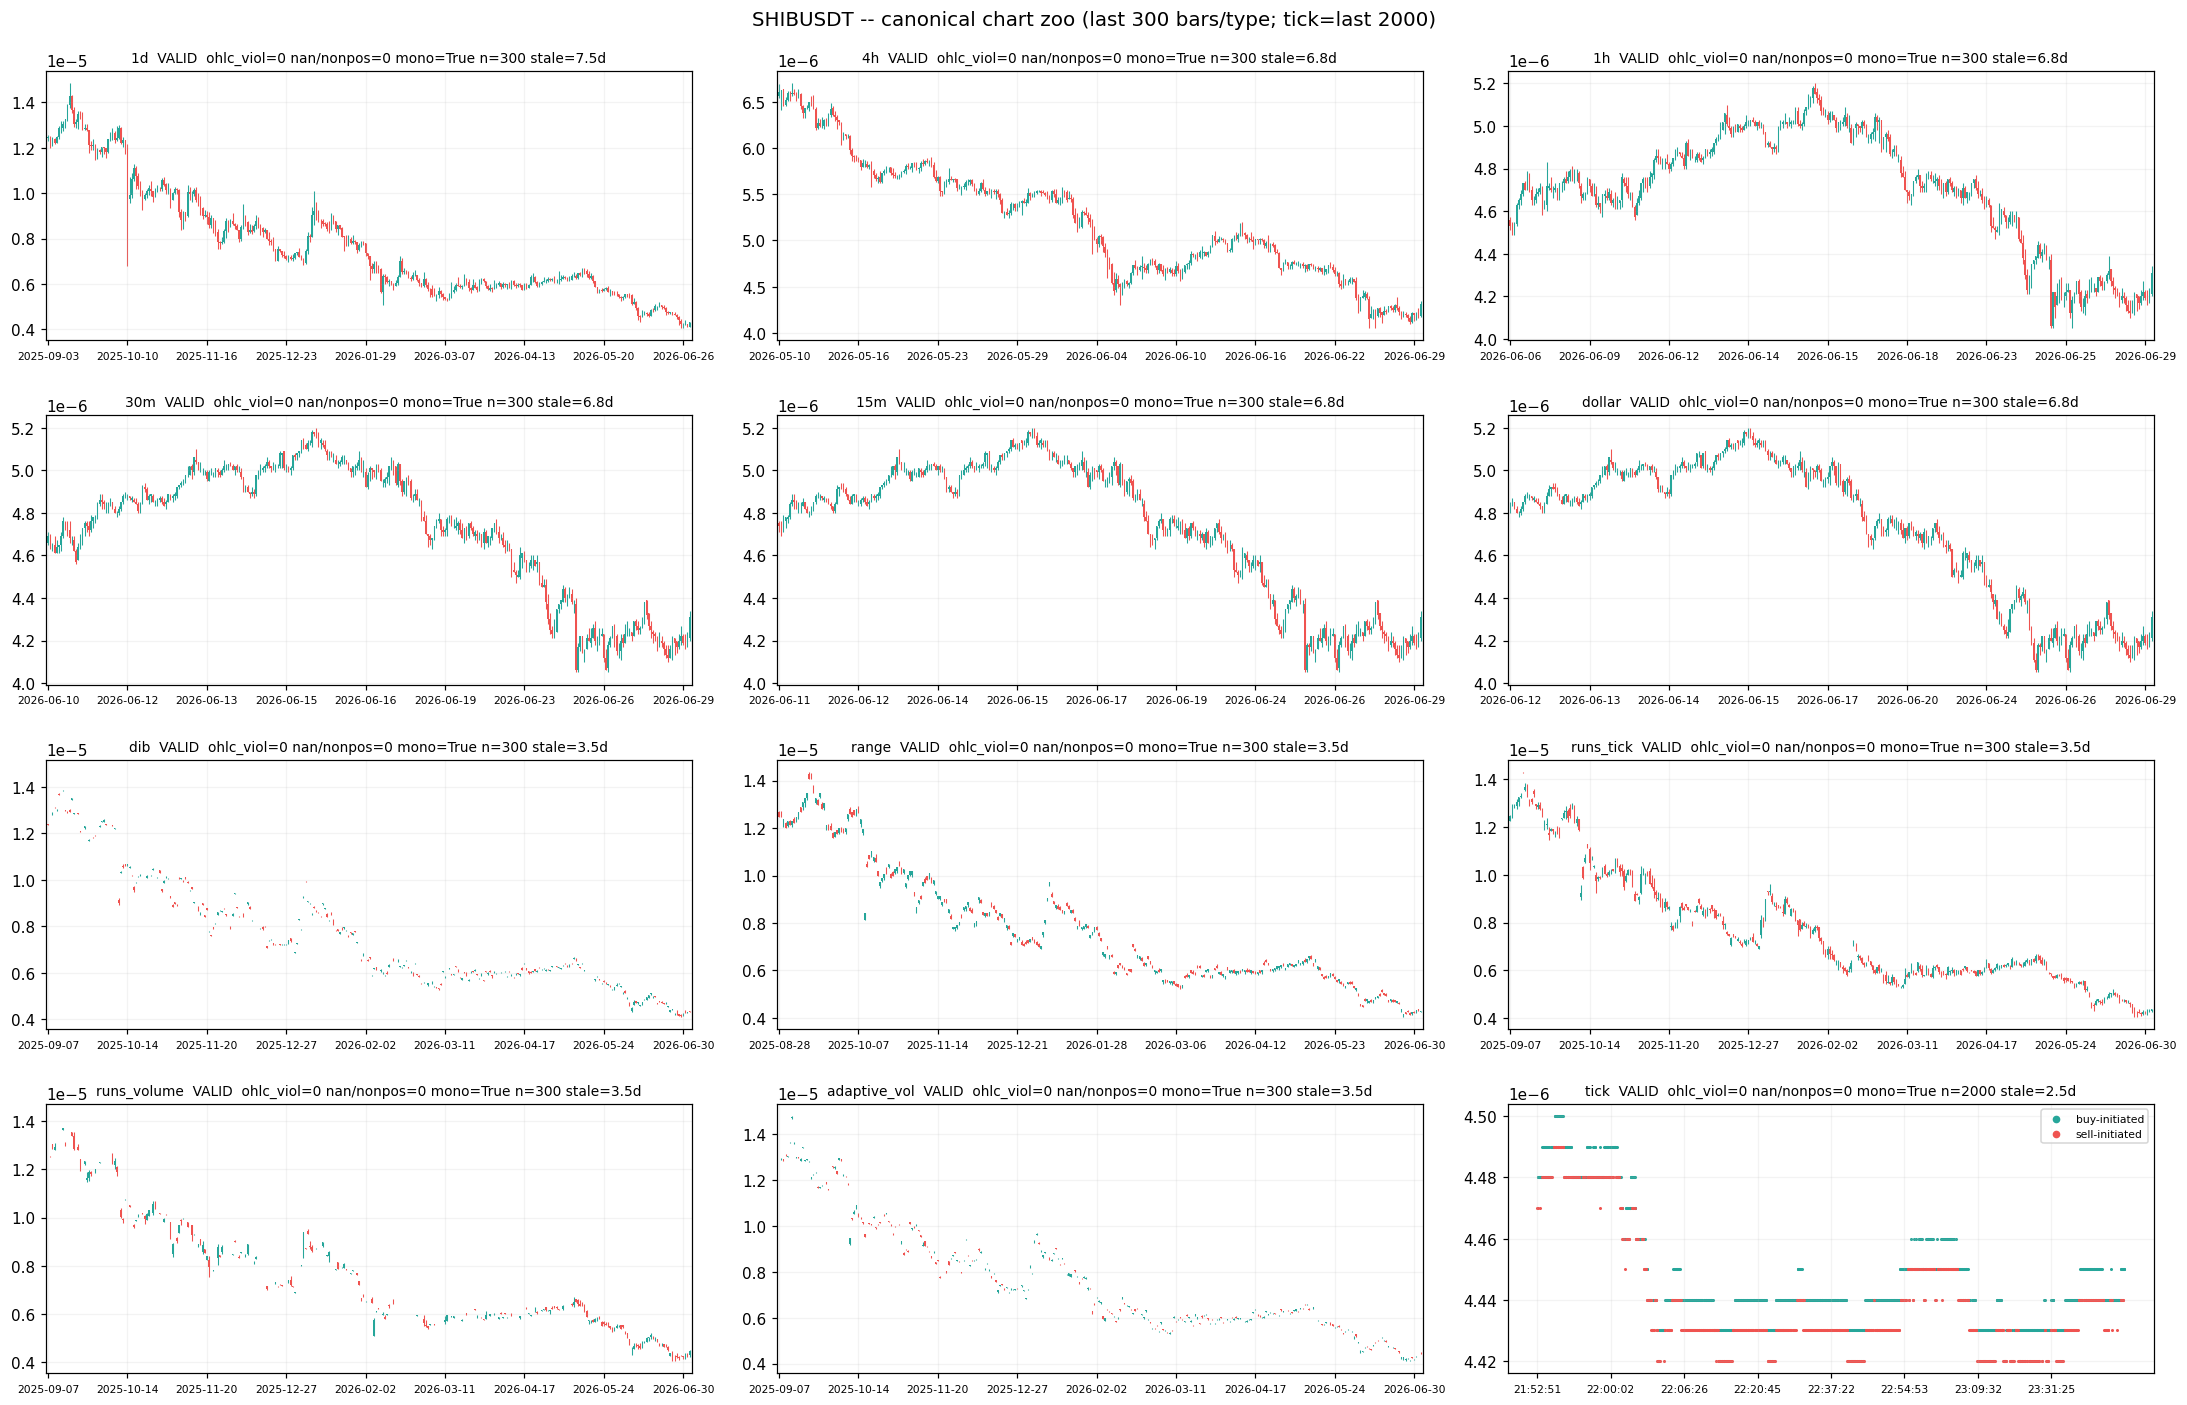 SHIBUSDT -- canonical chart zoo (last 300 bars/type; tick=last 2000)
1d  VALID  ohlc_viol=0 nan/nonpos=0 mono=True n=300 stale=7.5d
1e−5
1.4
1.2
1.0
0.8
0.6
0.4
2025-09-03 2025-10-10 2025-11-16 2025-12-23 2026-01-29 2026-03-07 2026-04-13 2026-05-20 2026-06-26
4h  VALID  ohlc_viol=0 nan/nonpos=0 mono=True n=300 stale=6.8d
1e−6
6.5
6.0
5.5
5.0
4.5
4.0
2026-05-10 2026-05-16 2026-05-23 2026-05-29 2026-06-04 2026-06-10 2026-06-16 2026-06-22 2026-06-29
1h  VALID  ohlc_viol=0 nan/nonpos=0 mono=True n=300 stale=6.8d
1e−6
5.2
5.0
4.8
4.6
4.4
4.2
4.0
2026-06-06 2026-06-09 2026-06-12 2026-06-14 2026-06-15 2026-06-18 2026-06-23 2026-06-25 2026-06-29
30m  VALID  ohlc_viol=0 nan/nonpos=0 mono=True n=300 stale=6.8d
1e−6
5.2
5.0
4.8
4.6
4.4
4.2
4.0
2026-06-10 2026-06-12 2026-06-13 2026-06-15 2026-06-16 2026-06-19 2026-06-23 2026-06-26 2026-06-29
15m  VALID  ohlc_viol=0 nan/nonpos=0 mono=True n=300 stale=6.8d
1e−6
5.2
5.0
4.8
4.6
4.4
4.2
4.0
2026-06-11 2026-06-12 2026-06-14 2026-06-15 2026-06-17 2026-06-19 2026-06-24 2026-06-26 2026-06-29
dollar  VALID  ohlc_viol=0 nan/nonpos=0 mono=True n=300 stale=6.8d
1e−6
5.2
5.0
4.8
4.6
4.4
4.2
4.0
2026-06-12 2026-06-13 2026-06-14 2026-06-15 2026-06-17 2026-06-20 2026-06-24 2026-06-26 2026-06-29
dib  VALID  ohlc_viol=0 nan/nonpos=0 mono=True n=300 stale=3.5d
1e−5
1.4
1.2
1.0
0.8
0.6
0.4
2025-09-07 2025-10-14 2025-11-20 2025-12-27 2026-02-02 2026-03-11 2026-04-17 2026-05-24 2026-06-30
range  VALID  ohlc_viol=0 nan/nonpos=0 mono=True n=300 stale=3.5d
1e−5
1.4
1.2
1.0
0.8
0.6
0.4
2025-08-28 2025-10-07 2025-11-14 2025-12-21 2026-01-28 2026-03-06 2026-04-12 2026-05-23 2026-06-30
runs_tick  VALID  ohlc_viol=0 nan/nonpos=0 mono=True n=300 stale=3.5d
1e−5
1.4
1.2
1.0
0.8
0.6
0.4
2025-09-07 2025-10-14 2025-11-20 2025-12-27 2026-02-02 2026-03-11 2026-04-17 2026-05-24 2026-06-30
runs_volume  VALID  ohlc_viol=0 nan/nonpos=0 mono=True n=300 stale=3.5d
1e−5
1.4
1.2
1.0
0.8
0.6
0.4
2025-09-07 2025-10-14 2025-11-20 2025-12-27 2026-02-02 2026-03-11 2026-04-17 2026-05-24 2026-06-30
adaptive_vol  VALID  ohlc_viol=0 nan/nonpos=0 mono=True n=300 stale=3.5d
1e−5
1.4
1.2
1.0
0.8
0.6
0.4
2025-09-07 2025-10-14 2025-11-20 2025-12-27 2026-02-02 2026-03-11 2026-04-17 2026-05-24 2026-06-30
tick  VALID  ohlc_viol=0 nan/nonpos=0 mono=True n=2000 stale=2.5d
1e−6
buy-initiated
sell-initiated
4.50
4.48
4.46
4.44
4.42
21:52:51 22:00:02 22:06:26 22:20:45 22:37:22 22:54:53 23:09:32 23:31:25